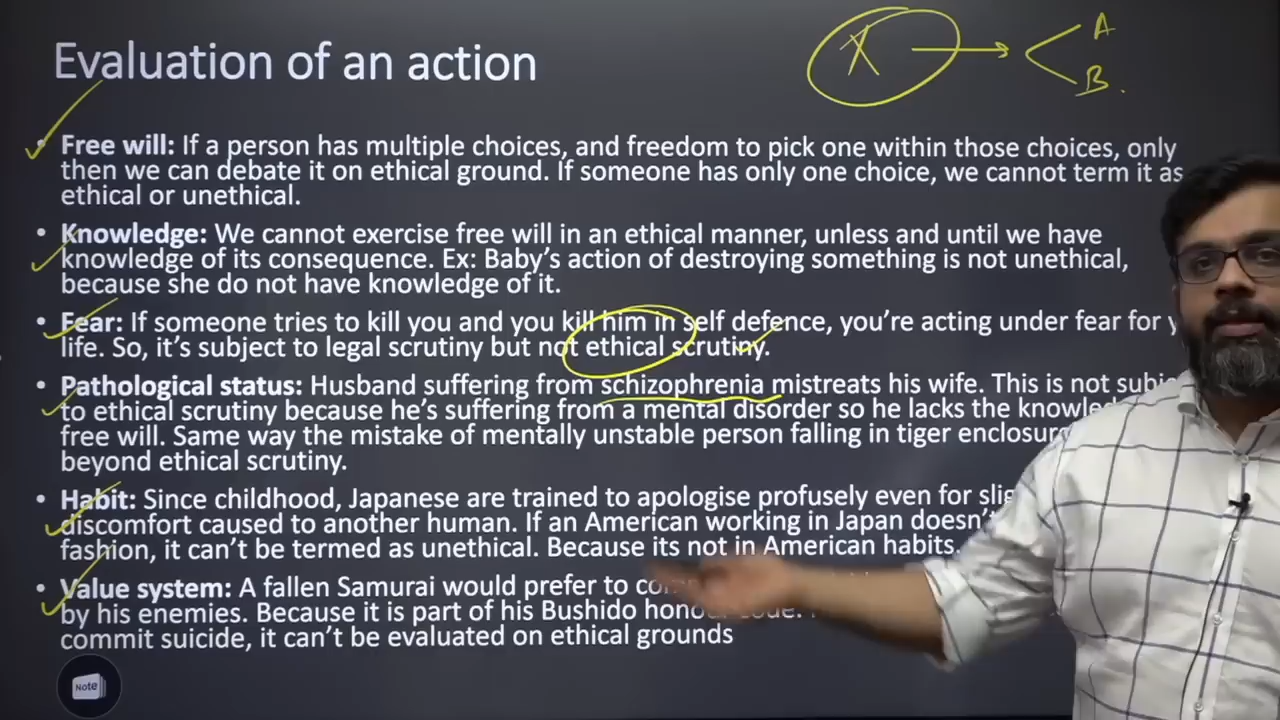 Evaluation of an action
X
A
B.
• Free will: If a person has multiple choices, and freedom to pick one within those choices, only
then we can debate it on ethical ground. If someone has only one choice, we cannot term it as
ethical or unethical.
• Knowledge: We cannot exercise free will in an ethical manner, unless and until we have
knowledge of its consequence. Ex: Baby's action of destroying something is not unethical,
because she do not have knowledge of it.
• Fear: If someone tries to kill you and you kill him in self defence, you're acting under fear for
life. So, it's subject to legal scrutiny but not ethical scrutiny.
• Pathological status: Husband suffering from schizophrenia mistreats his wife. This is not
to ethical scrutiny because he's suffering from a mental disorder so he lacks the
free will. Same way the mistake of mentally unstable person falling in tiger
beyond ethical scrutiny.
• Habit: Since childhood, Japanese are trained to apologise profusely even for
discomfort caused to another human. If an American working in Japan
fashion, it can't be termed as unethical. Because its not in American habits.
• Value system: A fallen Samurai would prefer to
by his enemies. Because it is part of his Bushido
commit suicide, it can't be evaluated on ethical grounds
Note